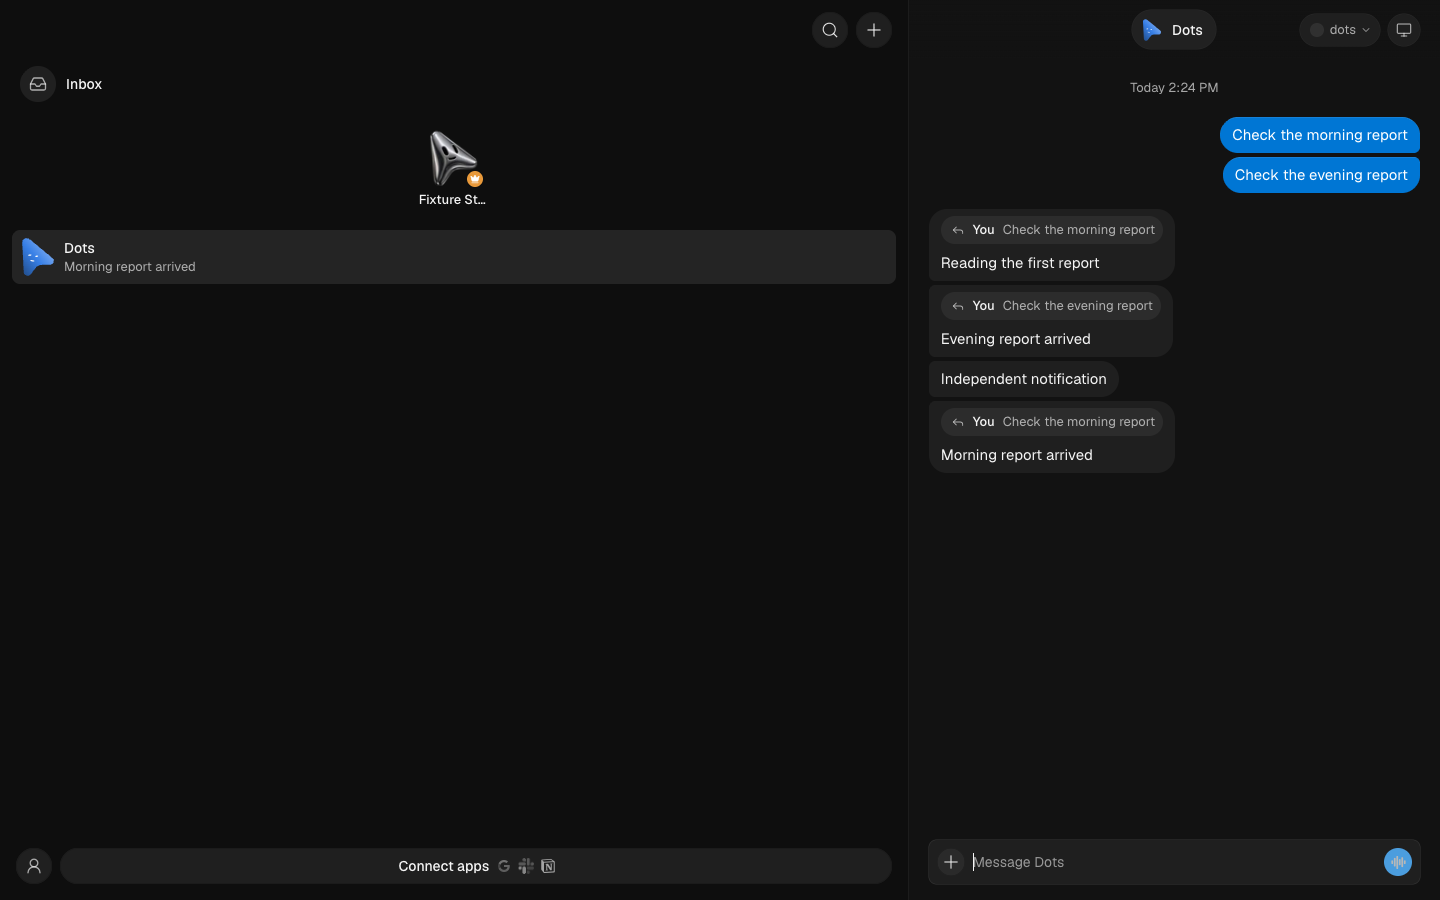 Inbox
Fixture St...
Dots
Morning report arrived
Connect apps
Dots
dots
Today 2:24 PM
Check the morning report
Check the evening report
You Check the morning report
Reading the first report
You Check the evening report
Evening report arrived
Independent notification
You Check the morning report
Morning report arrived
Message Dots